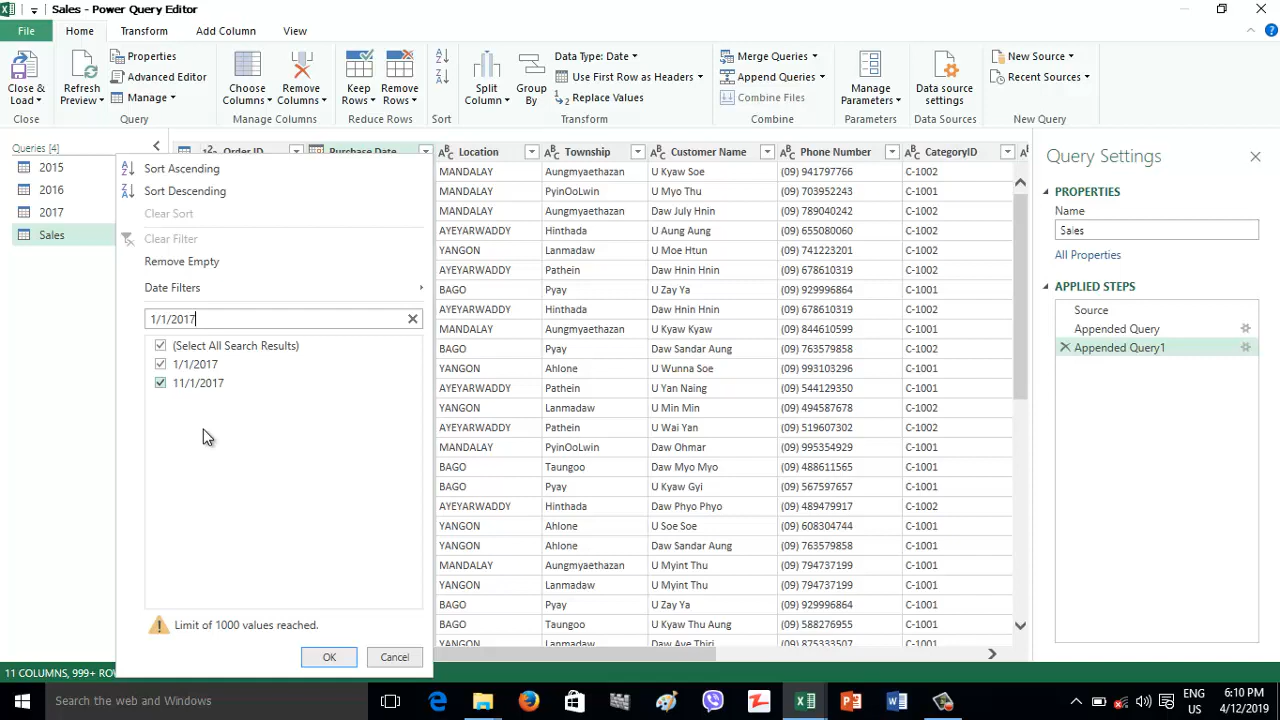 Sales - Power Query Editor
File Home Transform Add Column View
Close & Load
Refresh Preview
Properties
Advanced Editor
Manage
Choose Columns
Remove Columns
Keep Rows
Remove Rows
Split Column
Group By
Data Type: Date
Use First Row as Headers
Replace Values
Merge Queries
Append Queries
Combine Files
Manage Parameters
Data source settings
New Source
Recent Sources
Close Query Manage Columns Reduce Rows Sort Transform Combine Parameters Data Sources New Query
Queries [4]
2015
2016
2017
Sales
Order ID Purchase Date Location Township Customer Name Phone Number CategoryID
Sort Ascending
Sort Descending
Clear Sort
Clear Filter
Remove Empty
Date Filters
1/1/2017
(Select All Search Results)
1/1/2017
11/1/2017
Limit of 1000 values reached.
OK Cancel
MANDALAY Aungmyaethazan U Kyaw Soe (09) 941797766 C-1002
MANDALAY PyinOoLwin U Myo Thu (09) 703952243 C-1002
MANDALAY Aungmyaethazan Daw July Hnin (09) 789040242 C-1002
AYEYARWADDY Hinthada U Aung Aung (09) 655080060 C-1002
YANGON Lanmadaw U Moe Htun (09) 741223201 C-1002
AYEYARWADDY Pathein Daw Hnin Hnin (09) 678610319 C-1002
BAGO Pyay U Zay Ya (09) 929996864 C-1001
AYEYARWADDY Hinthada Daw Hnin Hnin (09) 678610319 C-1002
MANDALAY Aungmyaethazan U Kyaw Kyaw (09) 844610599 C-1001
BAGO Pyay Daw Sandar Aung (09) 763579858 C-1002
YANGON Ahlone U Wunna Soe (09) 993103296 C-1001
AYEYARWADDY Pathein U Yan Naing (09) 544129350 C-1001
YANGON Lanmadaw U Min Min (09) 494587678 C-1002
AYEYARWADDY Pathein U Wai Yan (09) 519607302 C-1002
MANDALAY PyinOoLwin Daw Ohmar (09) 995354929 C-1001
BAGO Taungoo Daw Myo Myo (09) 488611565 C-1001
BAGO Pyay U Kyaw Gyi (09) 567597657 C-1001
AYEYARWADDY Hinthada Daw Phyo Phyo (09) 489479917 C-1002
YANGON Ahlone U Soe Soe (09) 608304744 C-1001
YANGON Ahlone Daw Sandar Aung (09) 763579858 C-1001
MANDALAY Aungmyaethazan U Myint Thu (09) 794737199 C-1001
YANGON Lanmadaw U Myint Thu (09) 794737199 C-1001
BAGO Pyay U Zay Ya (09) 929996864 C-1001
BAGO Taungoo U Kyaw Thu Aung (09) 588276555 C-1001
YANGON Lanmadaw Daw Aye Thiri (09) 875333507 C-1001
Query Settings
PROPERTIES
Name
Sales
All Properties
APPLIED STEPS
Source
Appended Query
Appended Query1
11 COLUMNS, 999+
Search the web and Windows
ENG
US
6:10 PM
4/12/2019